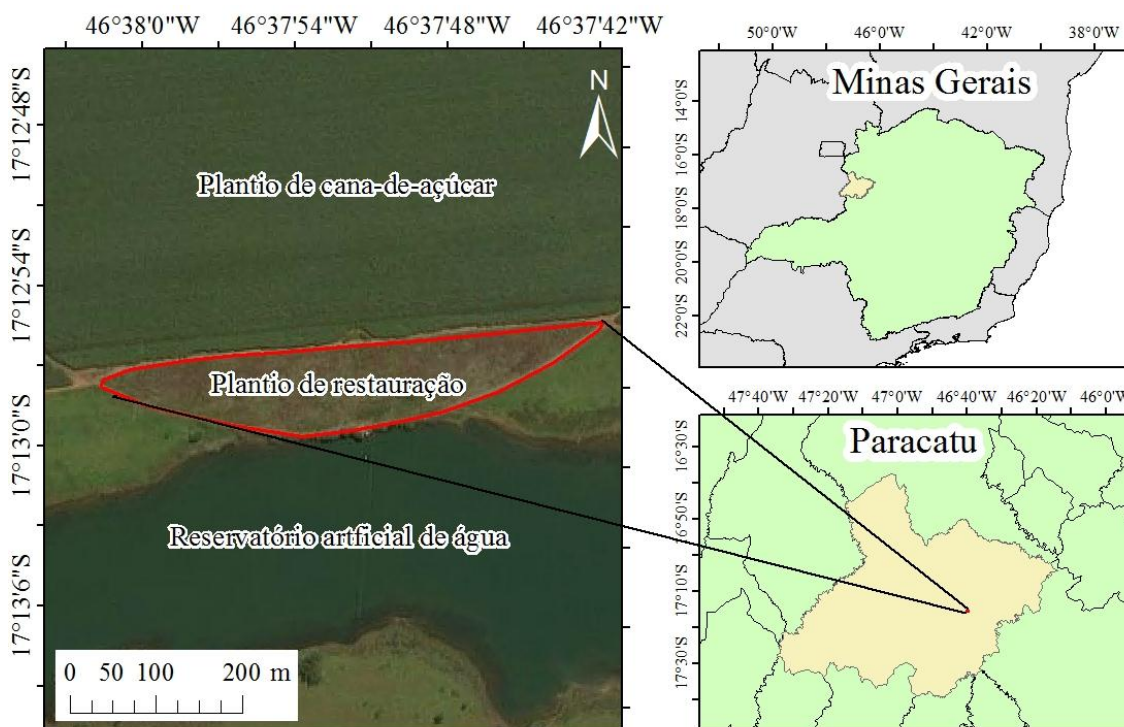 46°38'0"W 46°37'54"W 46°37'48"W 46°37'42"W
17°12'48"S
17°12'54"S
17°13'0"S
17°13'6"S
N
Plantio de cana-de-açúcar
Plantio de restauração
Reservatório artficial de água
0 50 100 200 m
50°0'W 46°0'W 42°0'W 38°0'W
14°0'S
16°0'S
18°0'S
20°0'S
22°0'S
Minas Gerais
47°40'W 47°20'W 47°0'W 46°40'W 46°20'W 46°0'W
16°30'S
16°50'S
17°10'S
17°30'S
Paracatu